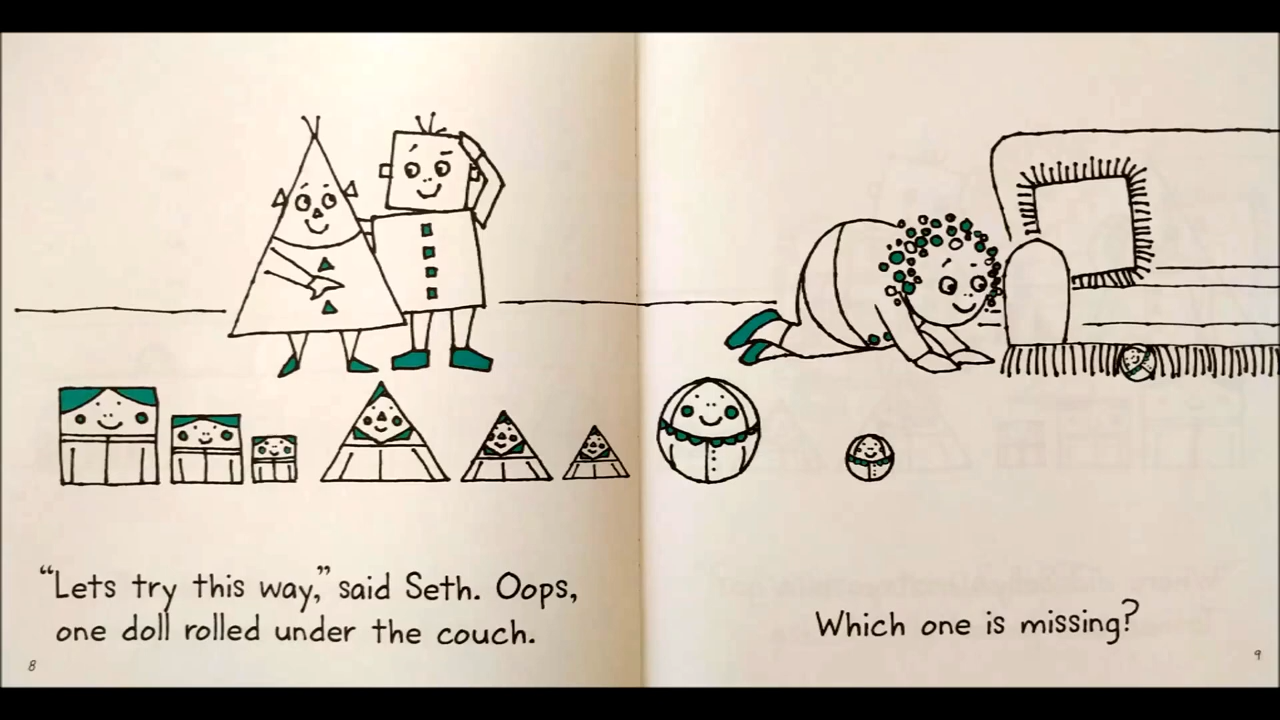 “Lets try this way,” said Seth. Oops,
one doll rolled under the couch.
8
Which one is missing?
9